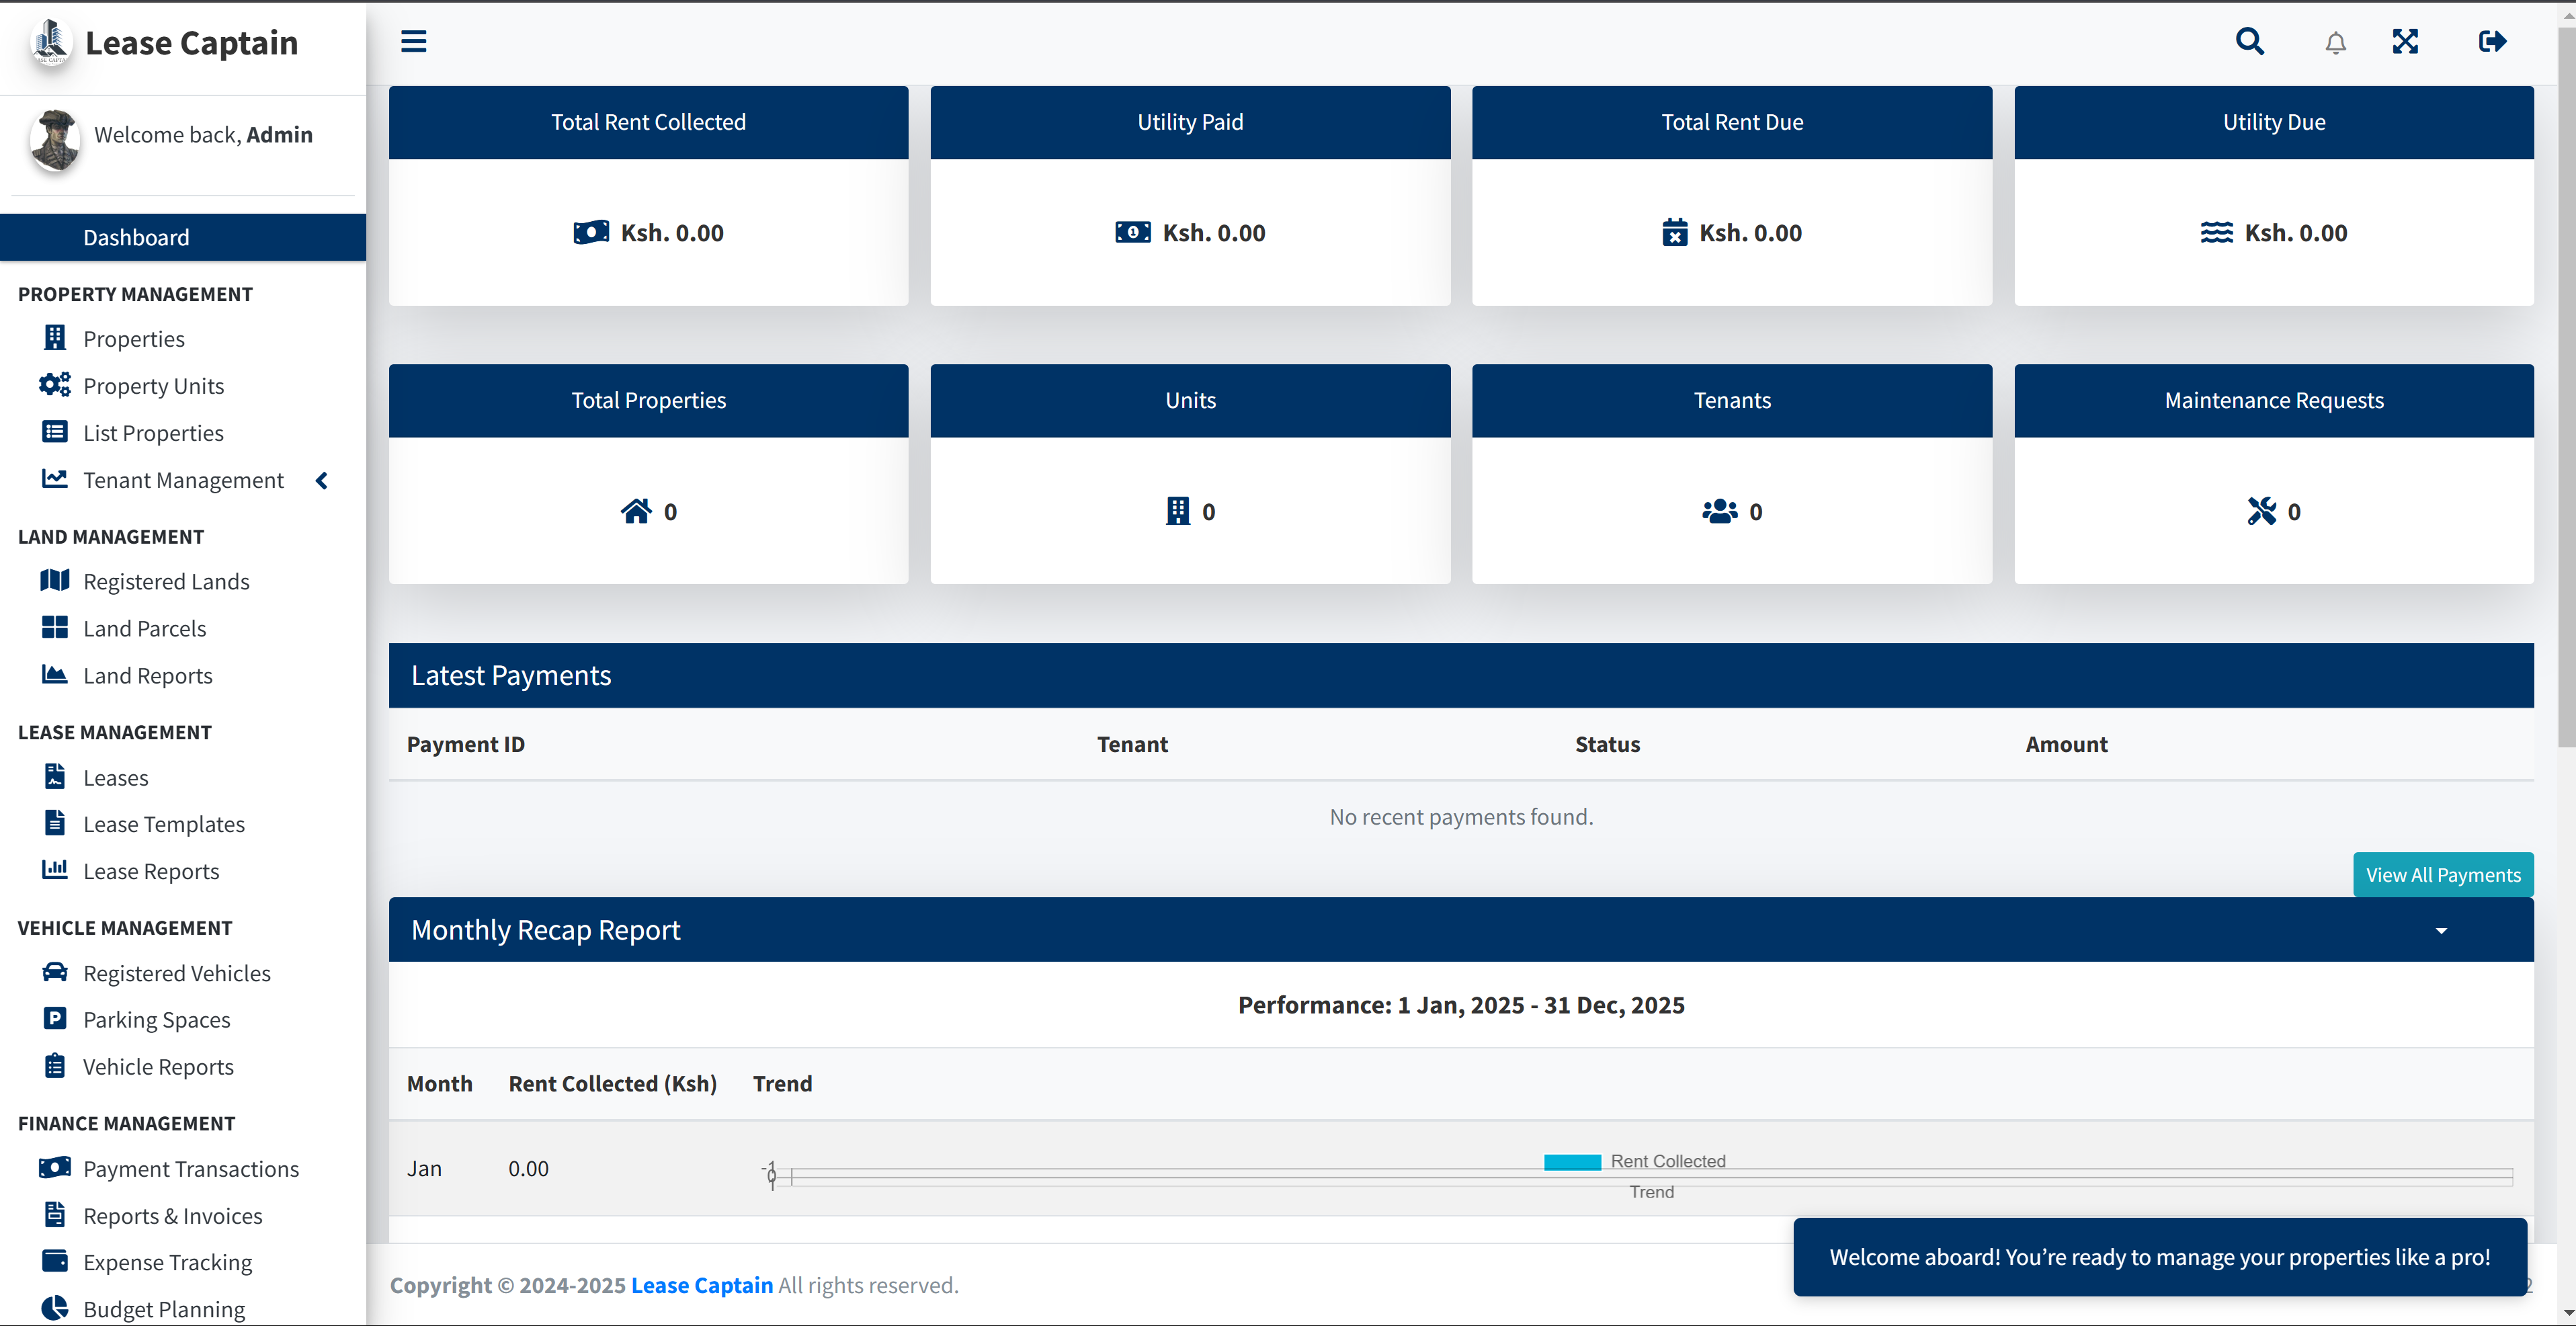 Lease Captain
Welcome back, Admin
Dashboard
PROPERTY MANAGEMENT
Properties
Property Units
List Properties
Tenant Management
LAND MANAGEMENT
Registered Lands
Land Parcels
Land Reports
LEASE MANAGEMENT
Leases
Lease Templates
Lease Reports
VEHICLE MANAGEMENT
Registered Vehicles
Parking Spaces
Vehicle Reports
FINANCE MANAGEMENT
Payment Transactions
Reports & Invoices
Expense Tracking
Budget Planning
Total Rent Collected
Ksh. 0.00
Utility Paid
Ksh. 0.00
Total Rent Due
Ksh. 0.00
Utility Due
Ksh. 0.00
Total Properties
0
Units
0
Tenants
0
Maintenance Requests
0
Latest Payments
Payment ID Tenant Status Amount
No recent payments found.
View All Payments
Monthly Recap Report
Performance: 1 Jan, 2025 - 31 Dec, 2025
Month Rent Collected (Ksh) Trend
Jan 0.00
-1
0
1
Rent Collected
Trend
Welcome aboard! You’re ready to manage your properties like a pro!
Copyright © 2024-2025 Lease Captain All rights reserved.